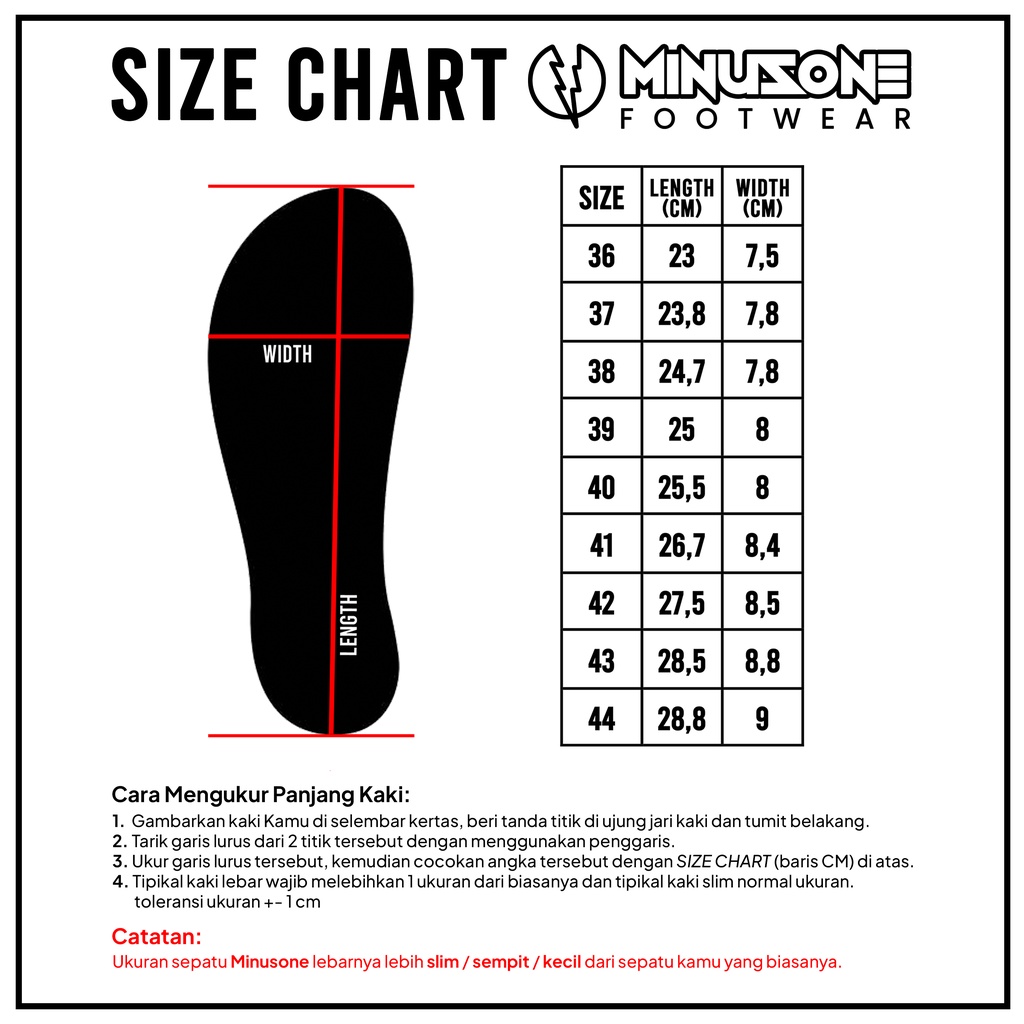 SIZE CHART
MINUSONE
FOOTWEAR
SIZE LENGTH (CM) WIDTH (CM)
36 23 7,5
37 23,8 7,8
38 24,7 7,8
39 25 8
40 25,5 8
41 26,7 8,4
42 27,5 8,5
43 28,5 8,8
44 28,8 9
WIDTH
LENGTH
Cara Mengukur Panjang Kaki:
1. Gambarkan kaki Kamu di selembar kertas, beri tanda titik di ujung jari kaki dan tumit belakang.
2. Tarik garis lurus dari 2 titik tersebut dengan menggunakan penggaris.
3. Ukur garis lurus tersebut, kemudian cocokan angka tersebut dengan SIZE CHART (baris CM) di atas.
4. Tipikal kaki lebar wajib melebihkan 1 ukuran dari biasanya dan tipikal kaki slim normal ukuran.
toleransi ukuran +- 1 cm
Catatan:
Ukuran sepatu Minusone lebarnya lebih slim / sempit / kecil dari sepatu kamu yang biasanya.